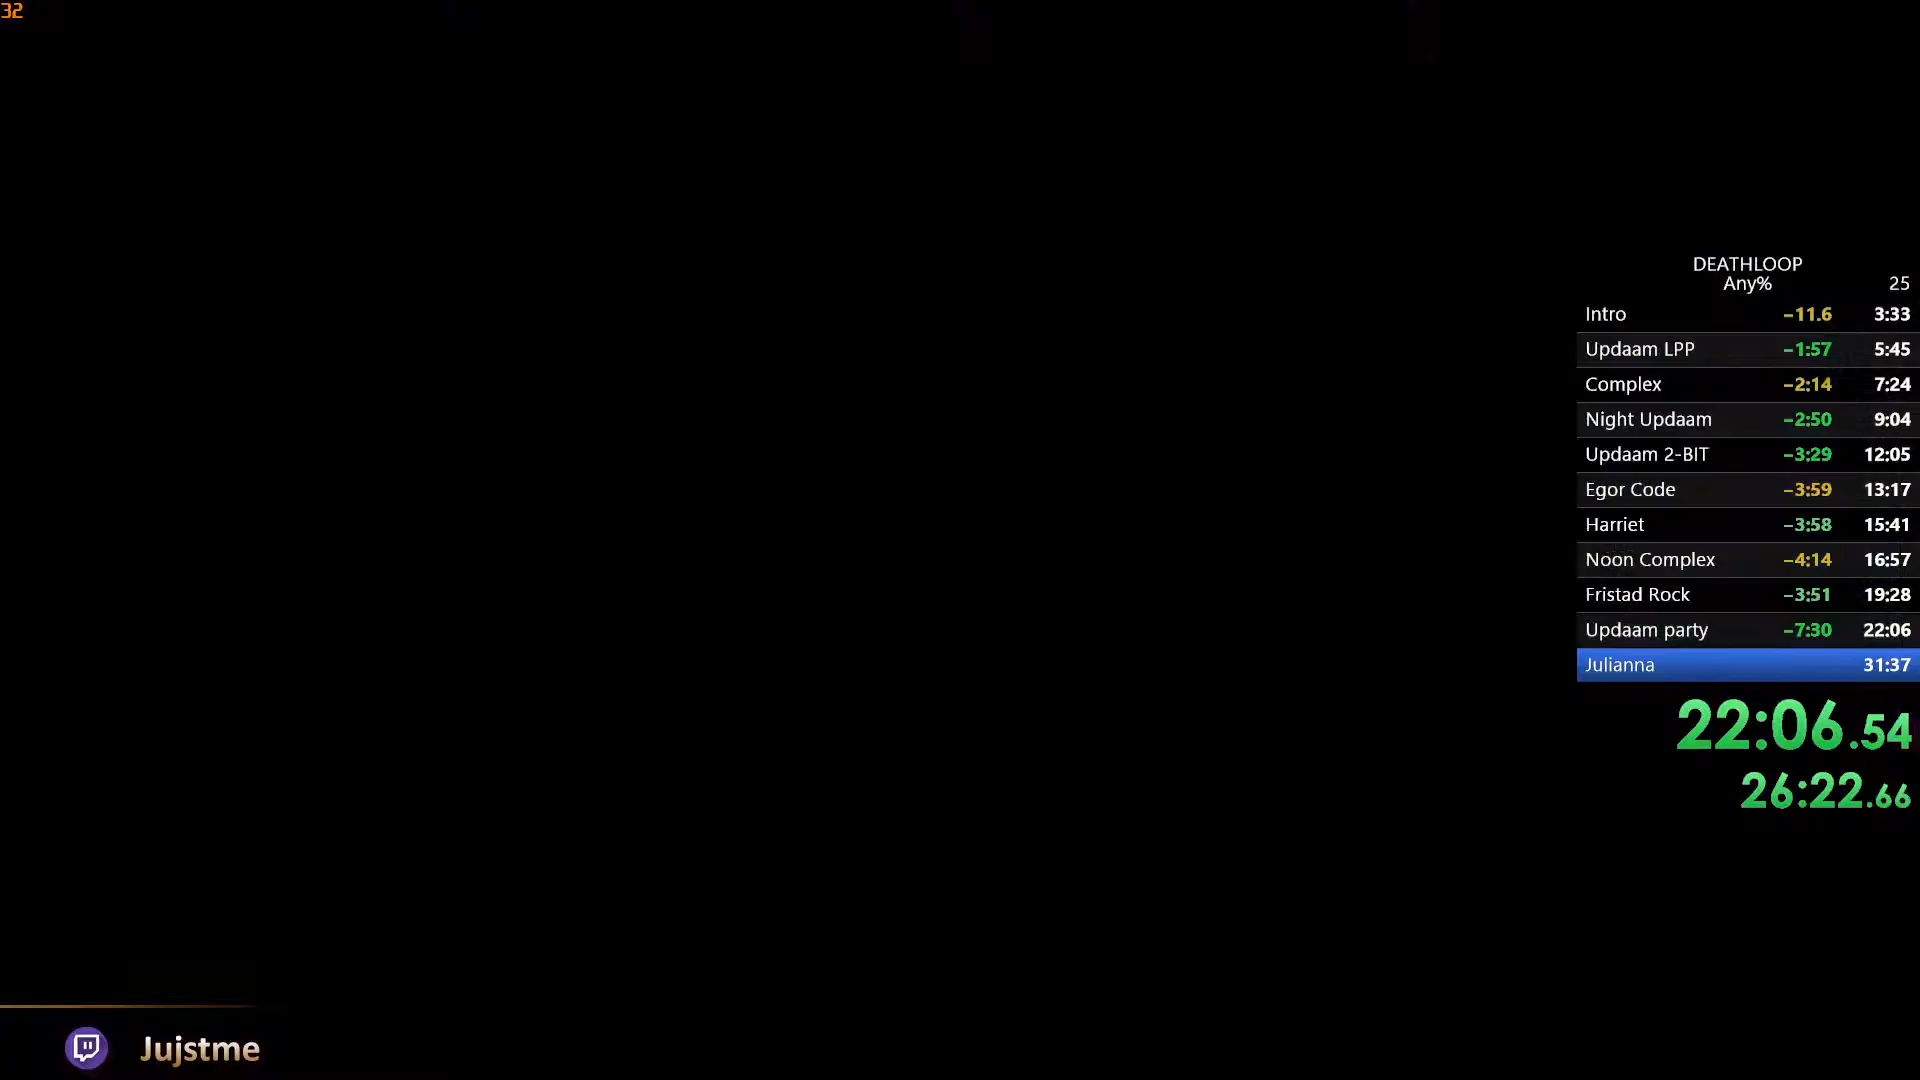 32
DEATHLOOP
Any% 25
Intro −11.6 3:33
Updaam LPP −1:57 5:45
Complex −2:14 7:24
Night Updaam −2:50 9:04
Updaam 2-BIT −3:29 12:05
Egor Code −3:59 13:17
Harriet −3:58 15:41
Noon Complex −4:14 16:57
Fristad Rock −3:51 19:28
Updaam party −7:30 22:06
Julianna 31:37
22:06.54
26:22.66
Jujstme